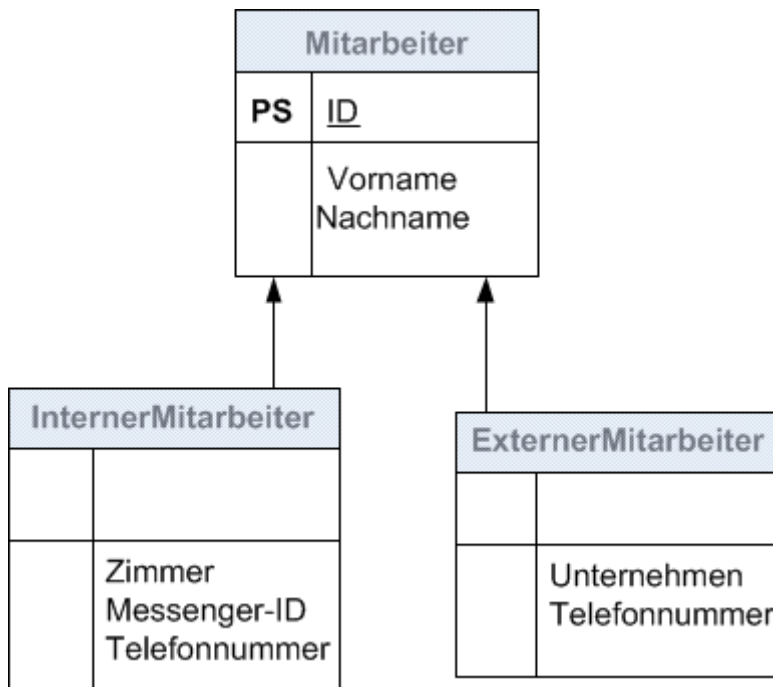 Mitarbeiter
PS ID
Vorname
Nachname
InternerMitarbeiter
Zimmer
Messenger-ID
Telefonnummer
ExternerMitarbeiter
Unternehmen
Telefonnummer